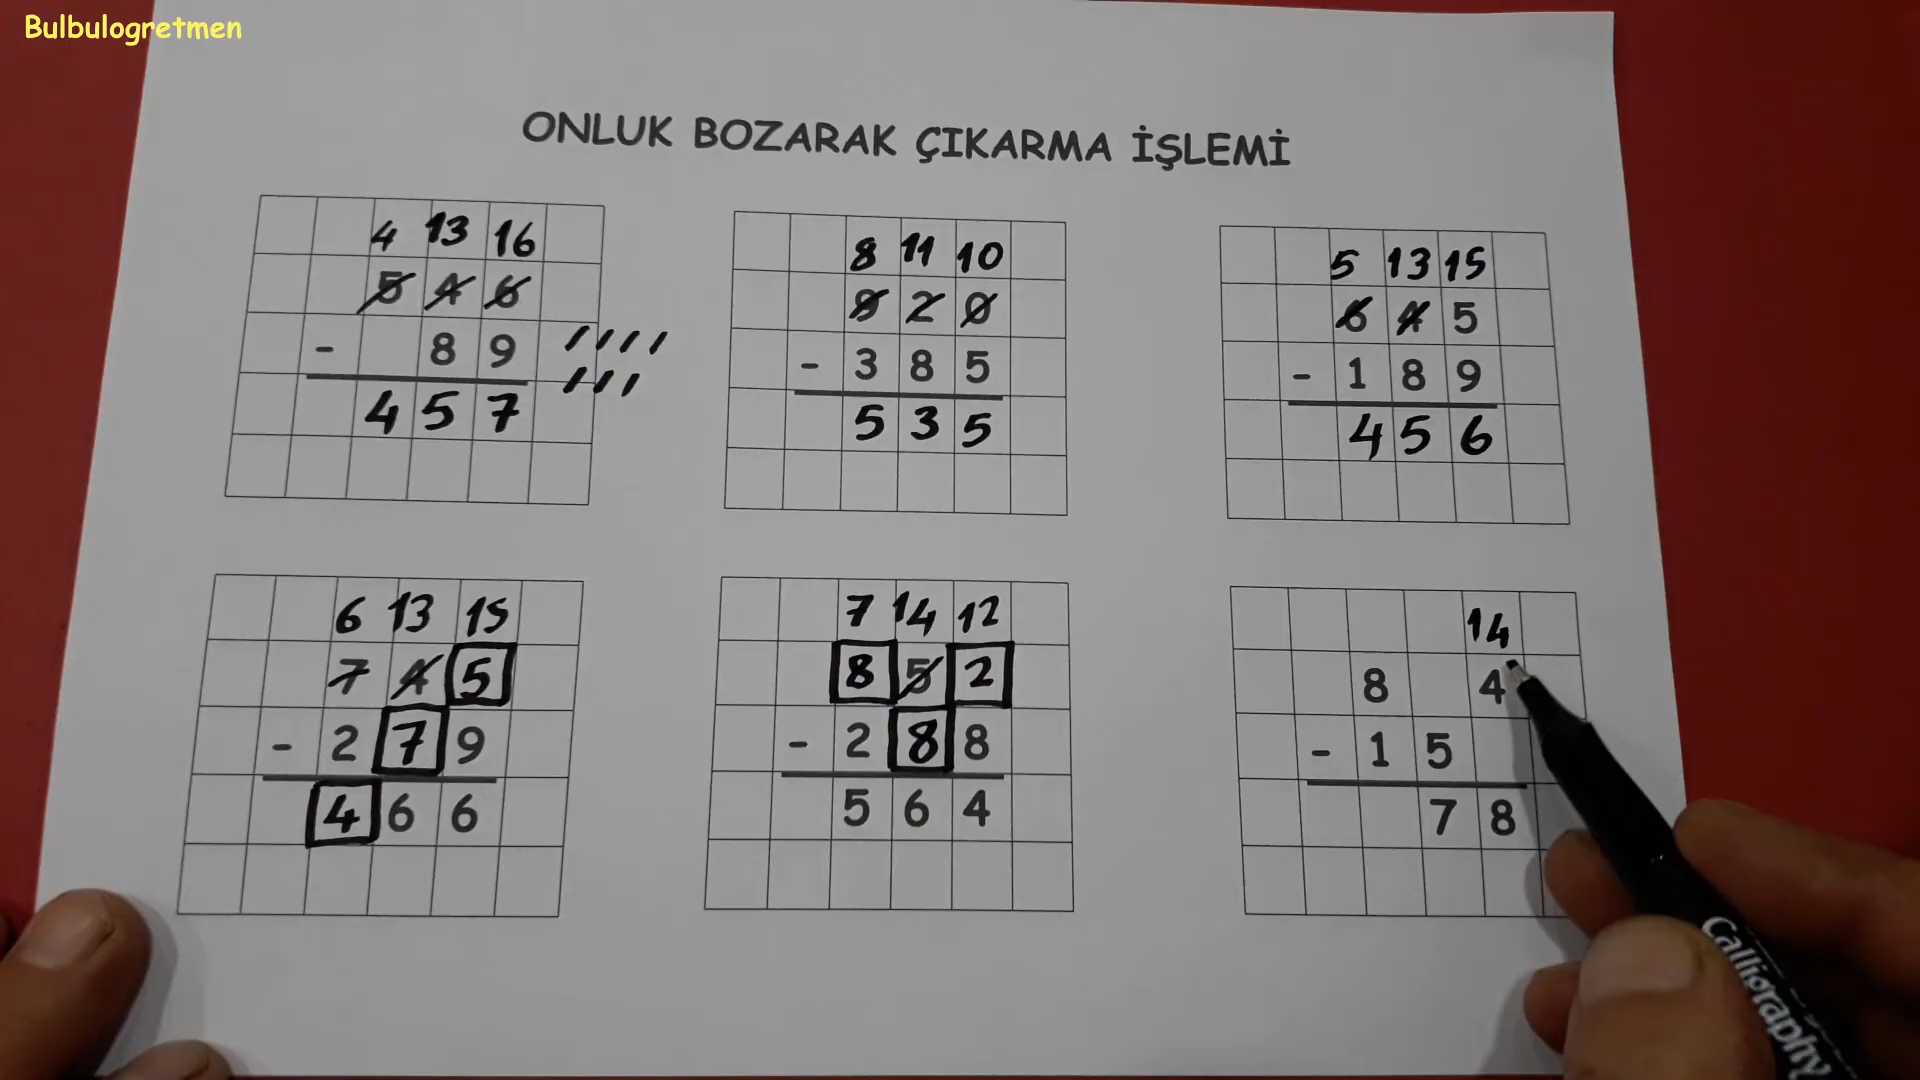 Bulbulogretmen
ONLUK BOZARAK ÇIKARMA İŞLEMİ
4 13 16
5 4 6
- 8 9
4 5 7
8 11 10
9 2 0
- 3 8 5
5 3 5
5 13 15
6 4 5
- 1 8 9
4 5 6
6 13 15
7 4 5
- 2 7 9
4 6 6
7 14 12
8 5 2
- 2 8 8
5 6 4
14
8 4
- 1 5
7 8
Calligraphy